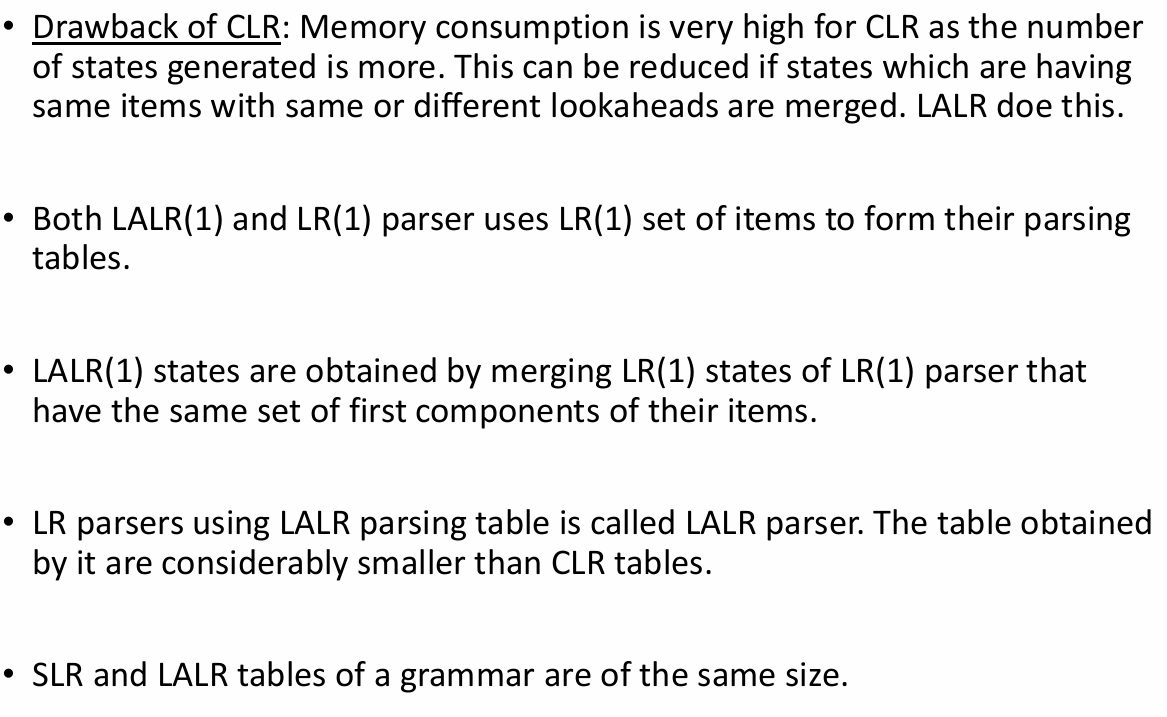 • Drawback of CLR: Memory consumption is very high for CLR as the number
of states generated is more. This can be reduced if states which are having
same items with same or different lookaheads are merged. LALR doe this.
• Both LALR(1) and LR(1) parser uses LR(1) set of items to form their parsing
tables.
• LALR(1) states are obtained by merging LR(1) states of LR(1) parser that
have the same set of first components of their items.
• LR parsers using LALR parsing table is called LALR parser. The table obtained
by it are considerably smaller than CLR tables.
• SLR and LALR tables of a grammar are of the same size.